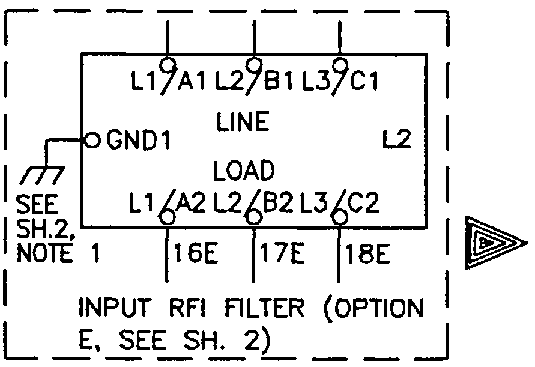 L1/A1 L2/B1 L3/C1
LINE
GND1
L2
LOAD
L1/A2 L2/B2 L3/C2
SEE
SH.2,
NOTE 1
16E
17E
18E
INPUT RFI FILTER (OPTION
E, SEE SH. 2)